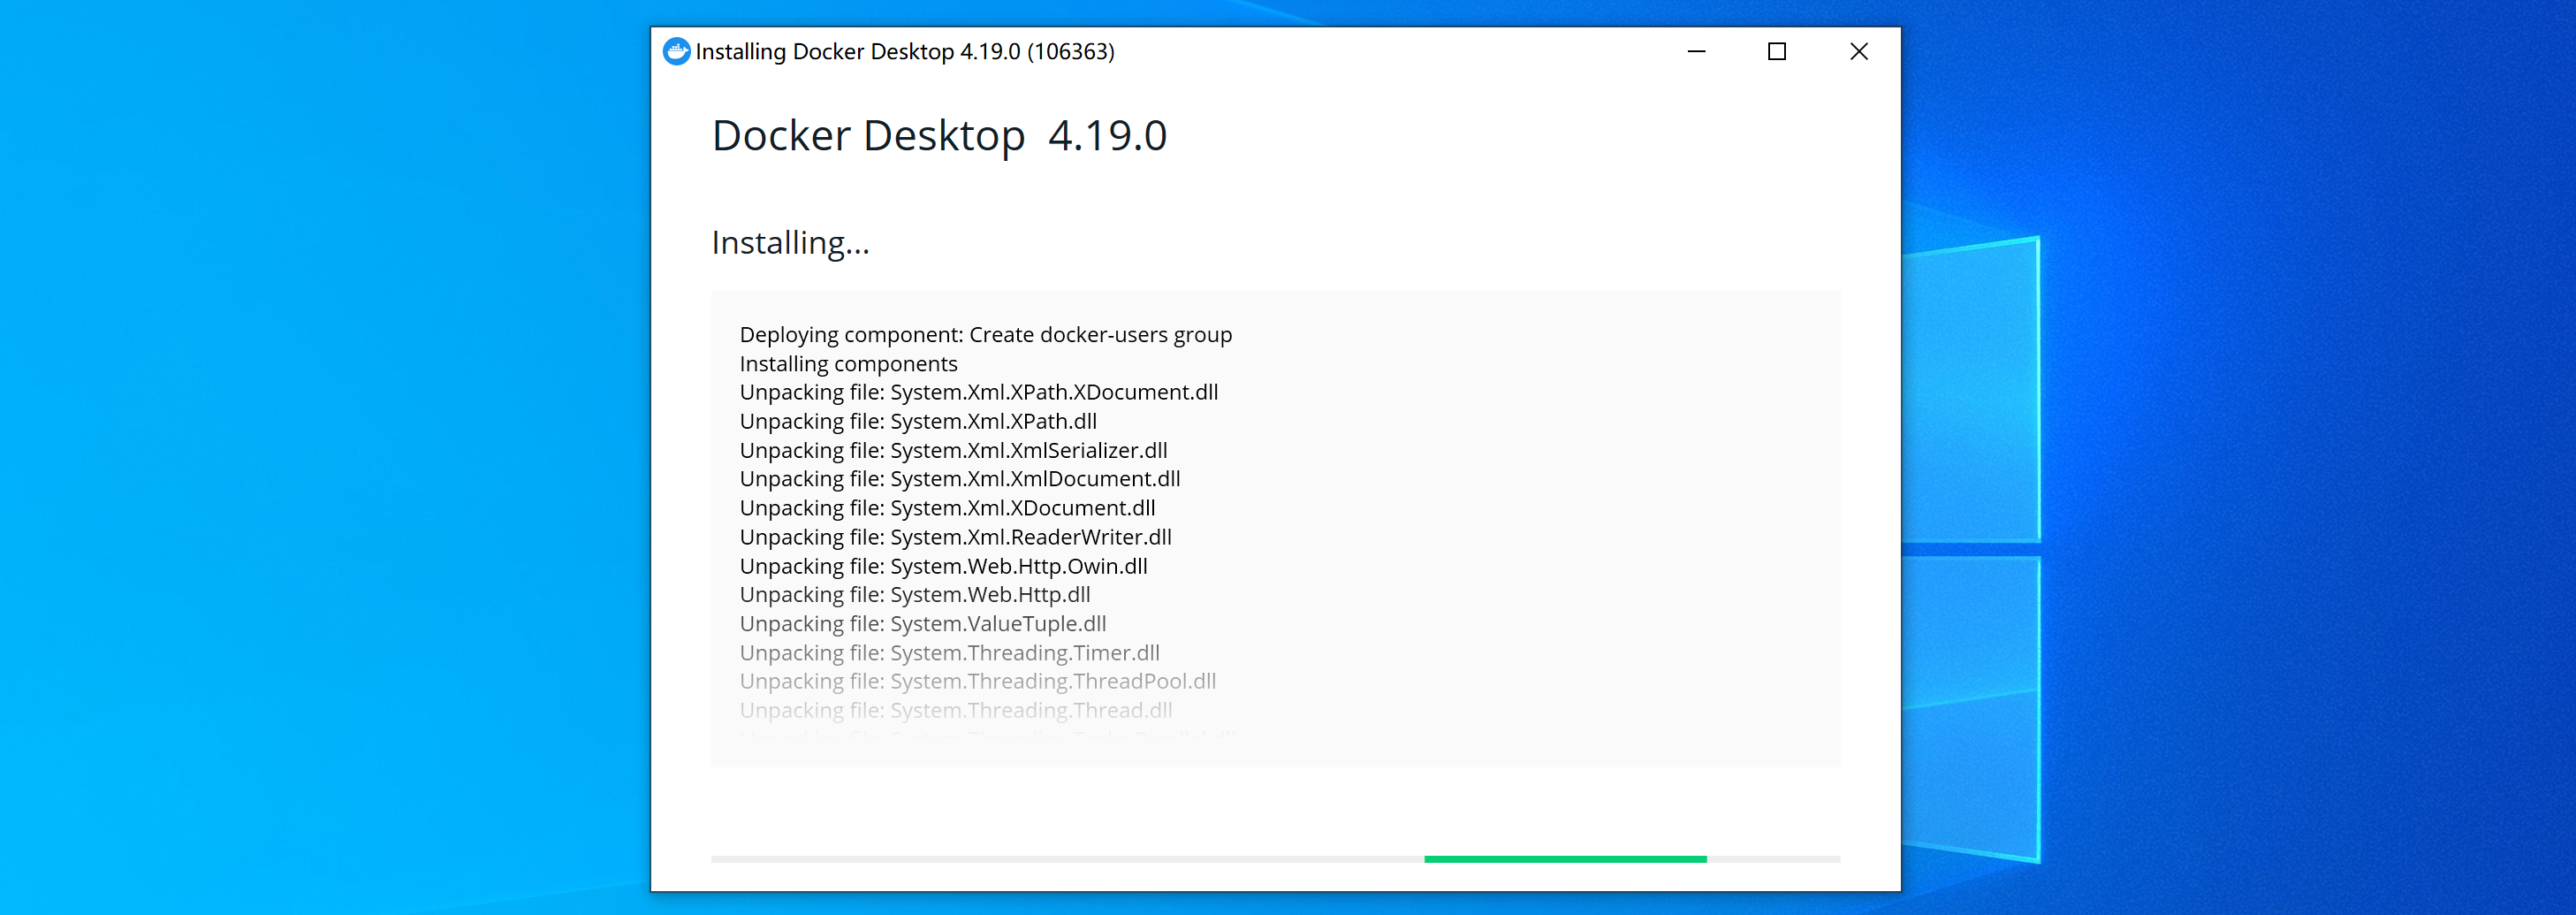 Installing Docker Desktop 4.19.0 (106363)
Docker Desktop 4.19.0
Installing...
Deploying component: Create docker-users group
Installing components
Unpacking file: System.Xml.XPath.XDocument.dll
Unpacking file: System.Xml.XPath.dll
Unpacking file: System.Xml.XmlSerializer.dll
Unpacking file: System.Xml.XmlDocument.dll
Unpacking file: System.Xml.XDocument.dll
Unpacking file: System.Xml.ReaderWriter.dll
Unpacking file: System.Web.Http.Owin.dll
Unpacking file: System.Web.Http.dll
Unpacking file: System.ValueTuple.dll
Unpacking file: System.Threading.Timer.dll
Unpacking file: System.Threading.ThreadPool.dll
Unpacking file: System.Threading.Thread.dll